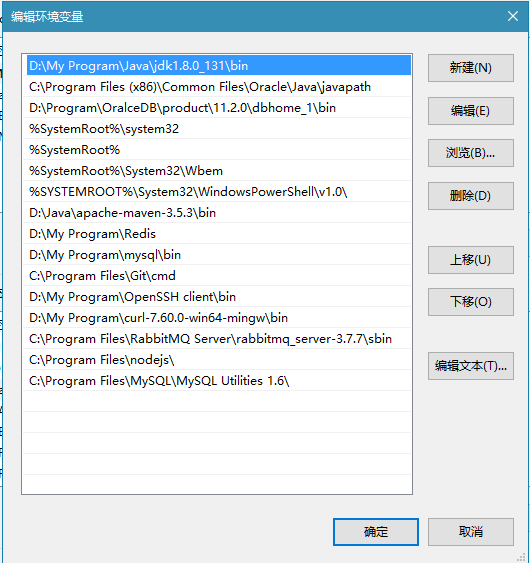 编辑环境变量
D:\My Program\Java\jdk1.8.0_131\bin
C:\Program Files (x86)\Common Files\Oracle\Java\javapath
D:\Program\OralceDB\product\11.2.0\dbhome_1\bin
%SystemRoot%\system32
%SystemRoot%
%SystemRoot%\System32\Wbem
%SYSTEMROOT%\System32\WindowsPowerShell\v1.0\
D:\Java\apache-maven-3.5.3\bin
D:\My Program\Redis
D:\My Program\mysql\bin
C:\Program Files\Git\cmd
D:\My Program\OpenSSH client\bin
D:\My Program\curl-7.60.0-win64-mingw\bin
C:\Program Files\RabbitMQ Server\rabbitmq_server-3.7.7\sbin
C:\Program Files\nodejs\
C:\Program Files\MySQL\MySQL Utilities 1.6\
新建(N)
编辑(E)
浏览(B)...
删除(D)
上移(U)
下移(O)
编辑文本(T)...
确定
取消